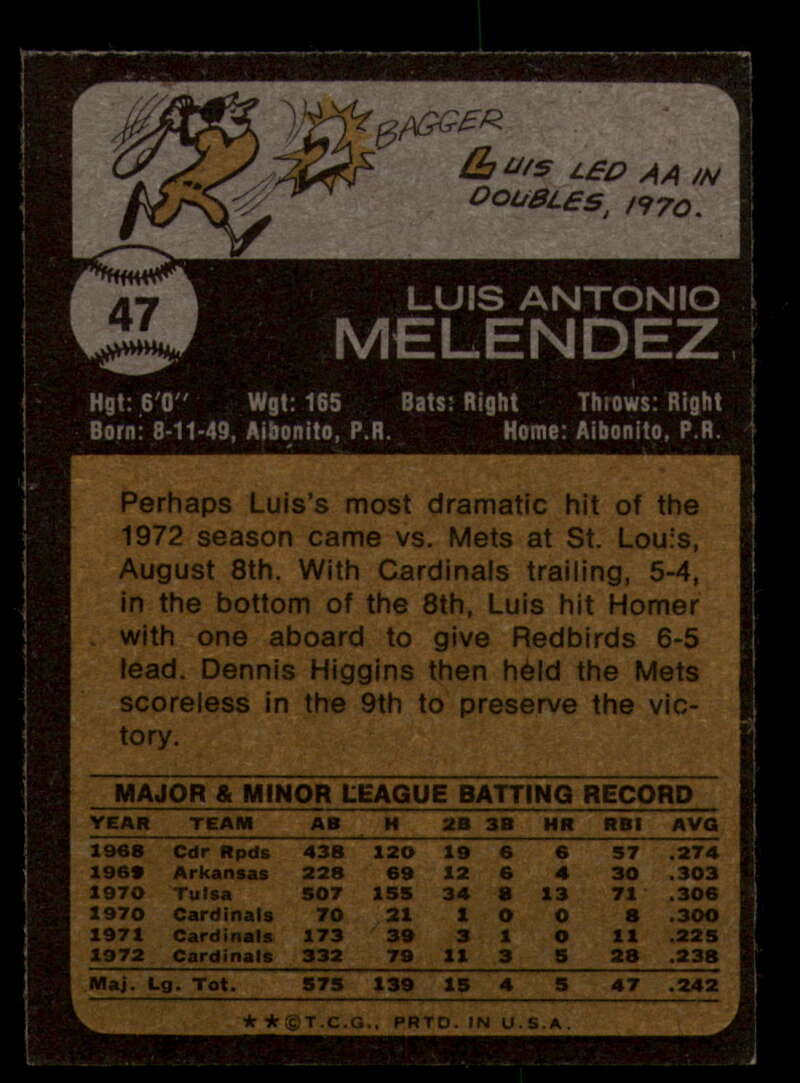 2 BAGGER
LUIS LED AA IN
DOUBLES, 1970.
47
LUIS ANTONIO
MELENDEZ
Hgt: 6'0" Wgt: 165 Bats: Right Throws: Right
Born: 8-11-49, Aibonito, P.R. Home: Aibonito, P.R.
Perhaps Luis's most dramatic hit of the
1972 season came vs. Mets at St. Louis,
August 8th. With Cardinals trailing, 5-4,
in the bottom of the 8th, Luis hit Homer
with one aboard to give Redbirds 6-5
lead. Dennis Higgins then held the Mets
scoreless in the 9th to preserve the vic-
tory.
MAJOR & MINOR LEAGUE BATTING RECORD
YEAR TEAM AB H 2B 3B HR RBI AVG
1968 Cdr Rpds 438 120 19 6 6 57 .274
1969 Arkansas 228 69 12 6 4 30 .303
1970 Tulsa 507 155 34 8 13 71 .306
1970 Cardinals 70 21 1 0 0 8 .300
1971 Cardinals 173 39 3 1 0 11 .225
1972 Cardinals 332 79 11 3 5 28 .238
Maj. Lg. Tot. 575 139 15 4 5 47 .242
★★©T.C.G., PRTD. IN U.S.A.